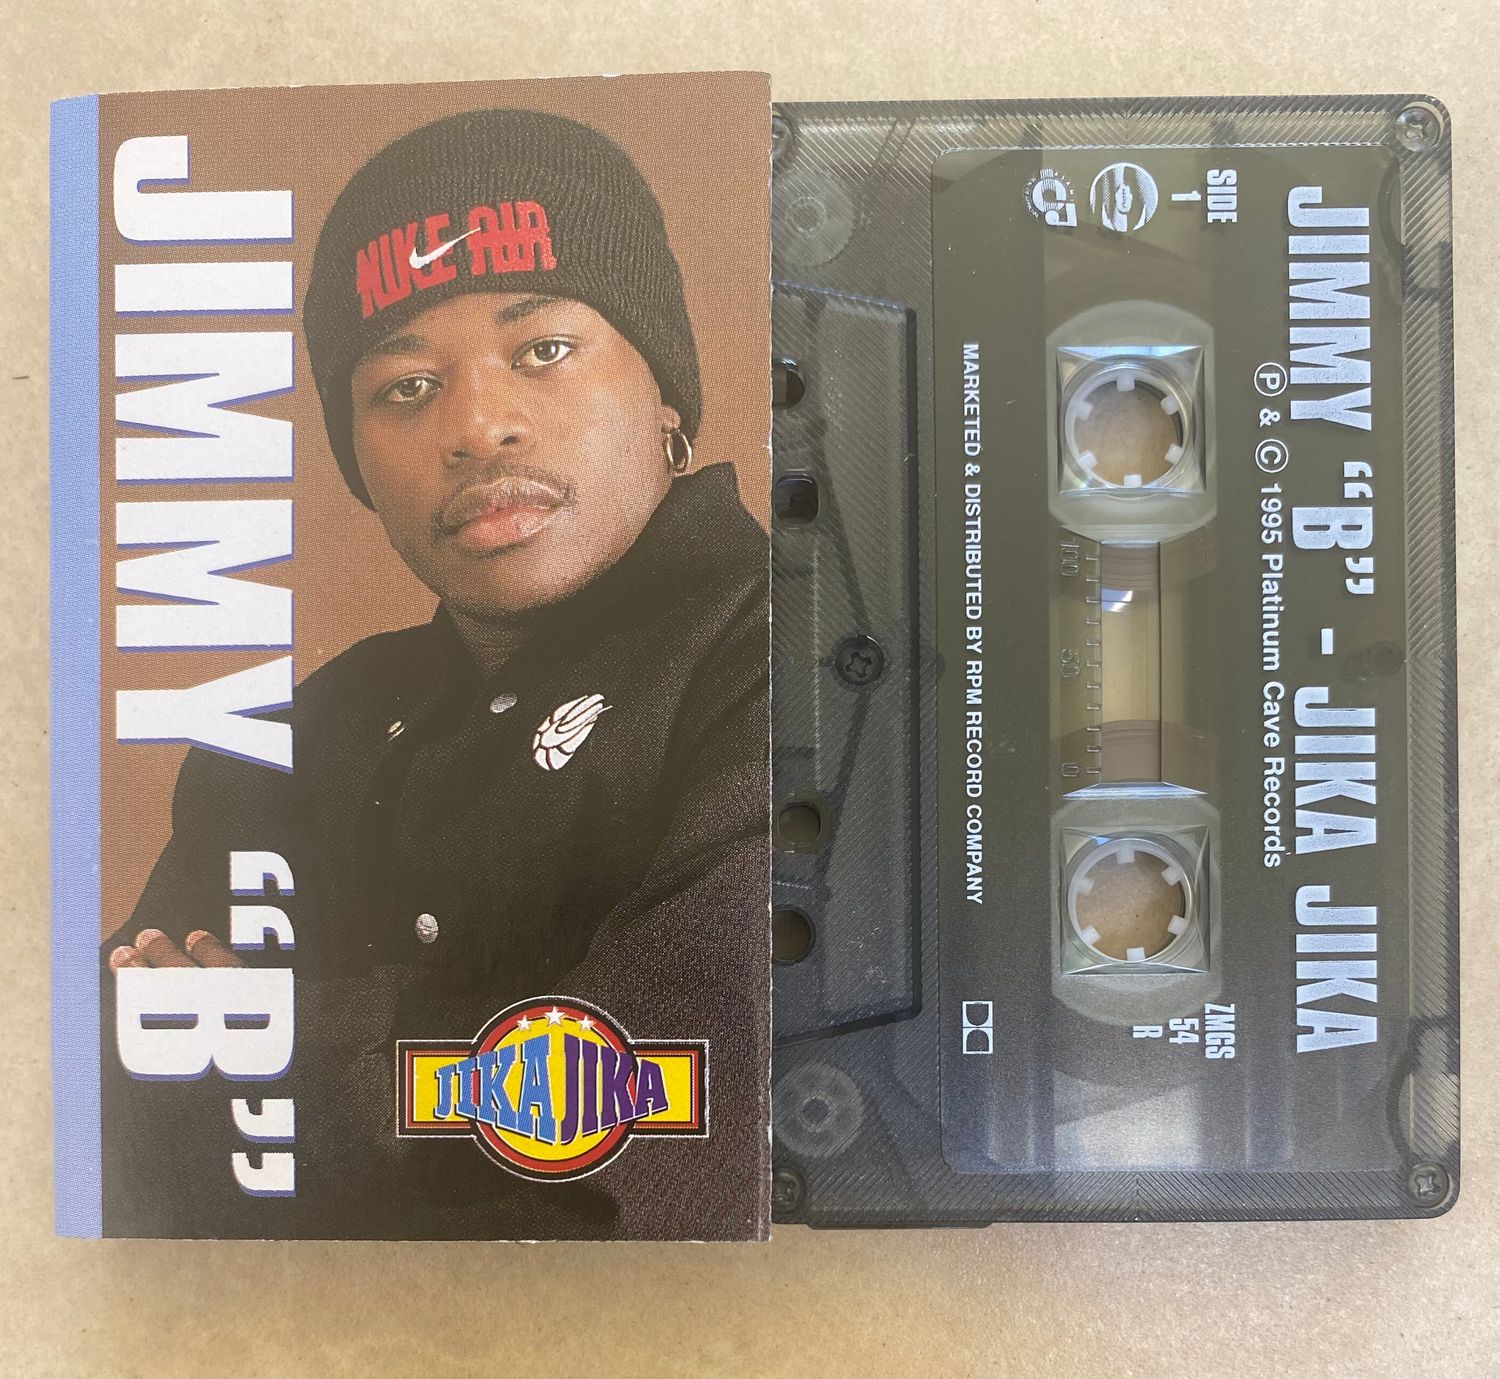 JIMMY “B”
NIKE AIR
JIKA JIKA
JIMMY “B” - JIKA JIKA
Ⓟ & © 1995 Platinum Cave Records
SIDE
1
ZMGS
54
R
100 50 0
MARKETED & DISTRIBUTED BY RPM RECORD COMPANY